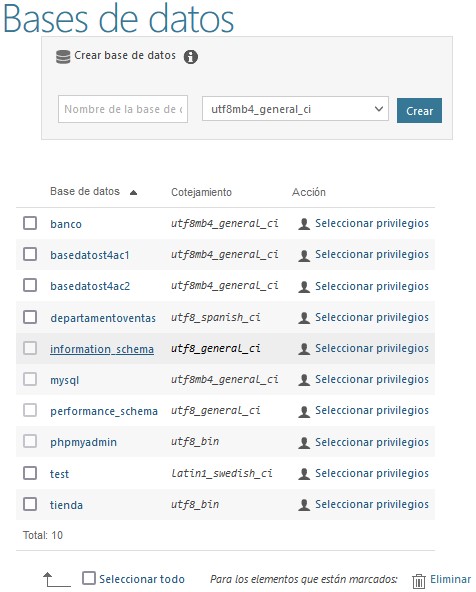 Bases de datos
Crear base de datos
Nombre de la base de c utf8mb4_general_ci Crear
Base de datos Cotejamiento Acción
banco utf8mb4_general_ci Seleccionar privilegios
basedatost4ac1 utf8mb4_general_ci Seleccionar privilegios
basedatost4ac2 utf8mb4_general_ci Seleccionar privilegios
departamentoventas utf8_spanish_ci Seleccionar privilegios
information_schema utf8_general_ci Seleccionar privilegios
mysql utf8mb4_general_ci Seleccionar privilegios
performance_schema utf8_general_ci Seleccionar privilegios
phpmyadmin utf8_bin Seleccionar privilegios
test latin1_swedish_ci Seleccionar privilegios
tienda utf8_bin Seleccionar privilegios
Total: 10
Seleccionar todo Para los elementos que están marcados: Eliminar